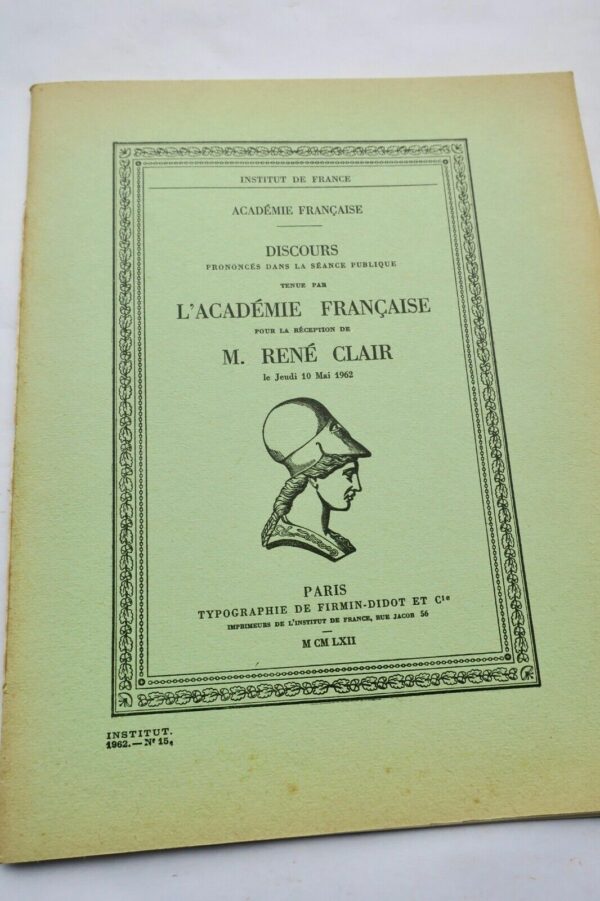 INSTITUT DE FRANCE
ACADÉMIE FRANÇAISE
DISCOURS
PRONONCÉS DANS LA SÉANCE PUBLIQUE
TENUE PAR
L'ACADÉMIE FRANÇAISE
POUR LA RÉCEPTION DE
M. RENÉ CLAIR
le Jeudi 10 Mai 1962
PARIS
TYPOGRAPHIE DE FIRMIN-DIDOT ET Cie
IMPRIMEURS DE L'INSTITUT DE FRANCE, RUE JACOB 56
M CM LXII
INSTITUT.
1962. — Nº 15.